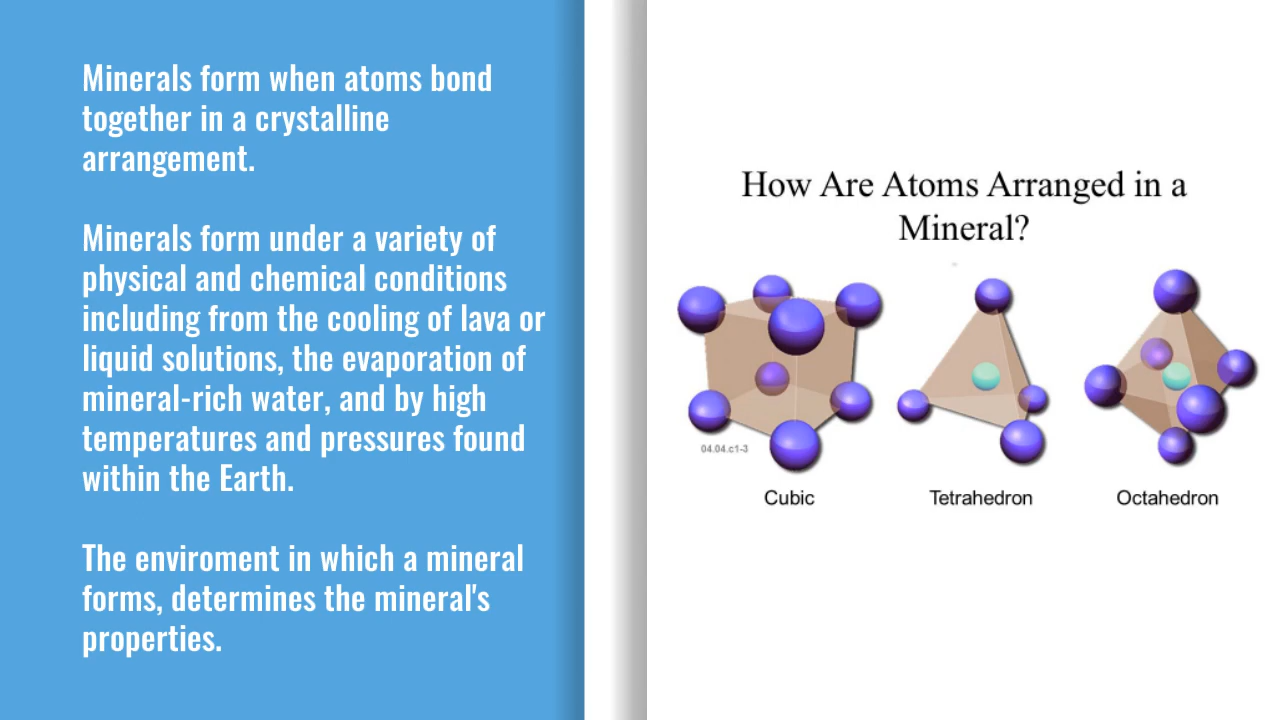 Minerals form when atoms bond
together in a crystalline
arrangement.
Minerals form under a variety of
physical and chemical conditions
including from the cooling of lava or
liquid solutions, the evaporation of
mineral-rich water, and by high
temperatures and pressures found
within the Earth.
The enviroment in which a mineral
forms, determines the mineral's
properties.
How Are Atoms Arranged in a
Mineral?
04.04.c1-3
Cubic
Tetrahedron
Octahedron